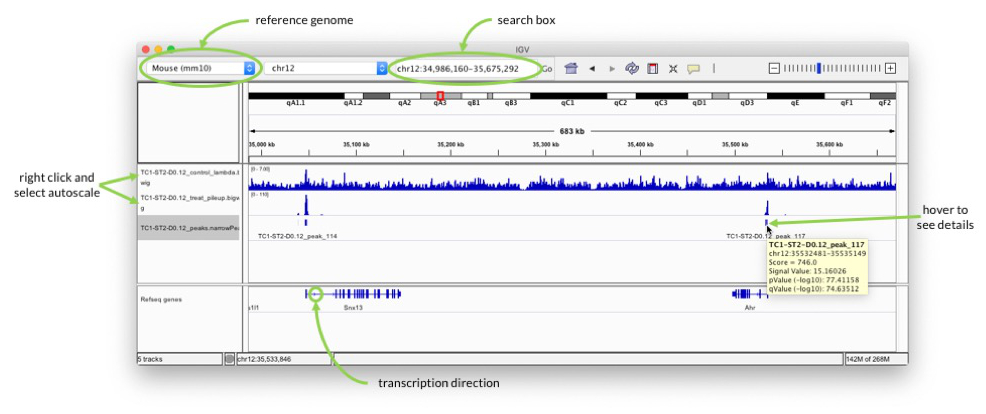 reference genome
search box
IGV
Mouse (mm10)
chr12
chr12:34,986,160-35,675,292
Go
qA1.1 qA1.2 qA2 qA3 qB1 qB3 qC1 qC2 qC3 qD1 qD3 qE qF1 qF2
683 kb
35,000 kb 35,100 kb 35,200 kb 35,300 kb 35,400 kb 35,500 kb 35,600 kb
right click and
select autoscale
TC1-ST2-D0.12_control_lambda.b
wig
[0 - 7.00]
TC1-ST2-D0.12_treat_pileup.bigw
g
[0 - 119]
TC1-ST2-D0.12_peaks.narrowPea
TC1-ST2-D0.12_peak_114
TC1-ST2-D0.12_peak_117
hover to
see details
TC1-ST2-D0.12_peak_117
chr12:35532481-35535149
Score = 746.0
Signal Value: 15.16026
pValue (-log10): 77.41158
qValue (-log10): 74.63512
Refseq genes
Snx13
Ahr
5 tracks
chr12:35,533,846
142M of 268M
transcription direction